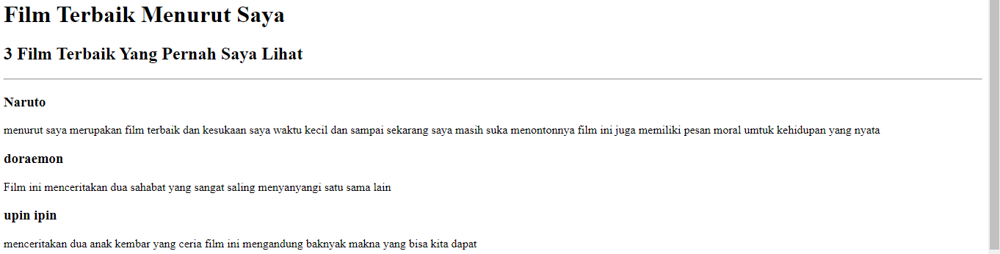 Film Terbaik Menurut Saya
3 Film Terbaik Yang Pernah Saya Lihat
Naruto
menurut saya merupakan film terbaik dan kesukaan saya waktu kecil dan sampai sekarang saya masih suka menontonnya film ini juga memiliki pesan moral umtuk kehidupan yang nyata
doraemon
Film ini menceritakan dua sahabat yang sangat saling menyanyangi satu sama lain
upin ipin
menceritakan dua anak kembar yang ceria film ini mengandung baknyak makna yang bisa kita dapat